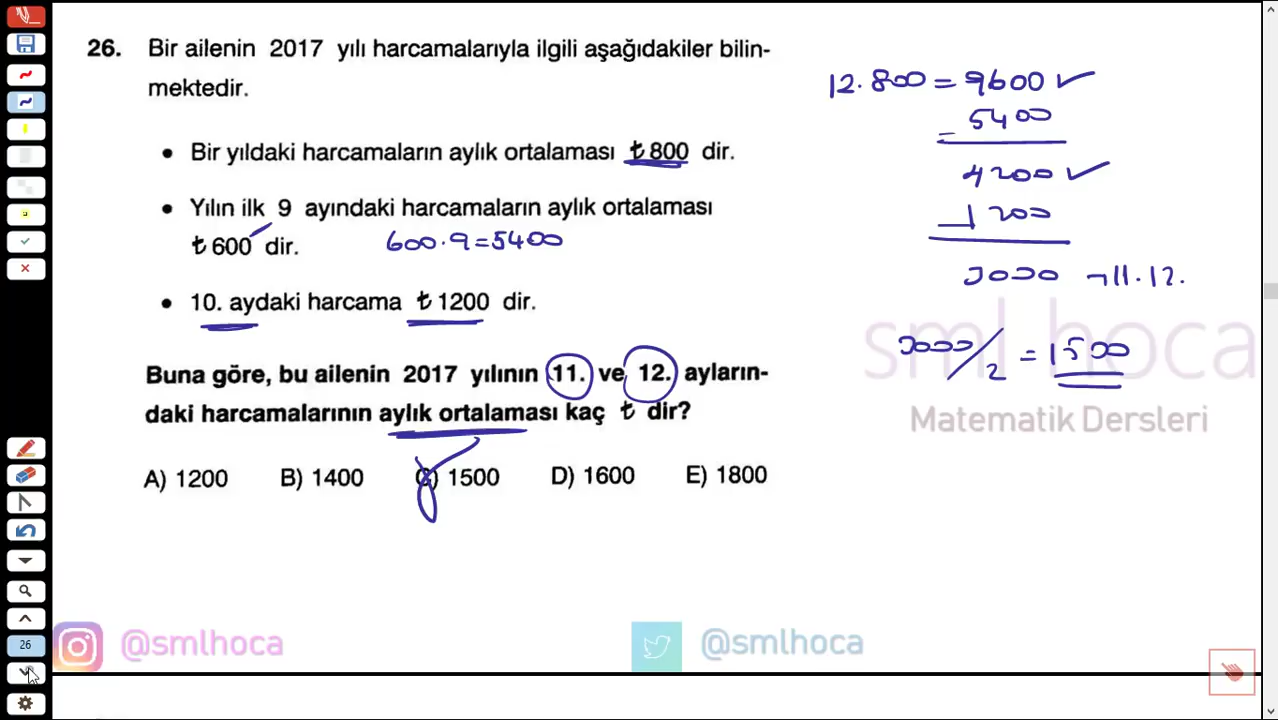 26. Bir ailenin 2017 yılı harcamalarıyla ilgili aşağıdakiler bilin-
mektedir.
• Bir yıldaki harcamaların aylık ortalaması ₺800 dir.
• Yılın ilk 9 ayındaki harcamaların aylık ortalaması
₺600 dir. 600.9=5400
• 10. aydaki harcama ₺1200 dir.
Buna göre, bu ailenin 2017 yılının 11. ve 12. ayların-
daki harcamalarının aylık ortalaması kaç ₺ dir?
A) 1200 B) 1400 C) 1500 D) 1600 E) 1800
12.800=9600
5400
4200
1200
3000 → 11.12.
3000/2 = 1500
sml hoca
Matematik Dersleri
@smlhoca @smlhoca
26